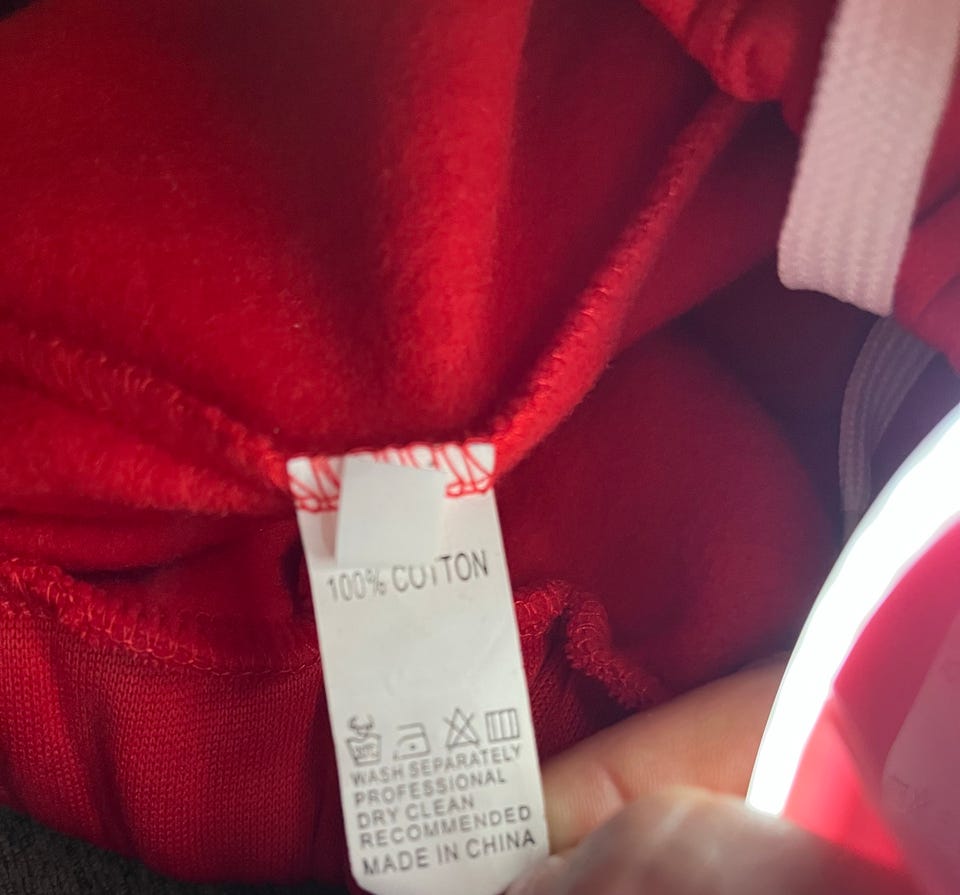 100% COTTON
WASH SEPARATELY
PROFESSIONAL
DRY CLEAN
RECOMMENDED
MADE IN CHINA